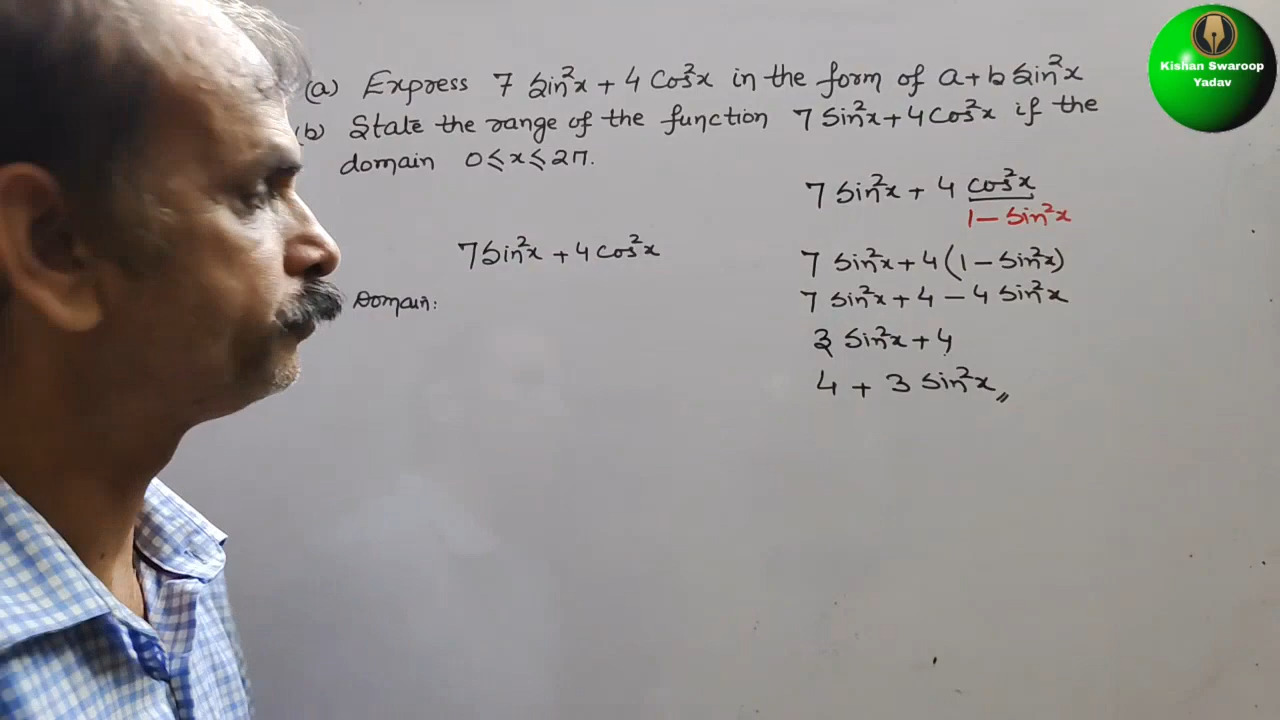 (a) Express 7 Sin²x + 4 Cos²x in the form of a+b Sin²x
(b) State the range of the function 7 Sin²x + 4 Cos²x if the
domain 0 ≤ x ≤ 2π.
7 Sin²x + 4 cos²x
1 - Sin²x
7 Sin²x + 4 cos²x
7 Sin²x + 4 (1 - Sin²x)
Domain:
7 Sin²x + 4 - 4 Sin²x
3 Sin²x + 4
4 + 3 Sin²x
Kishan Swaroop
Yadav